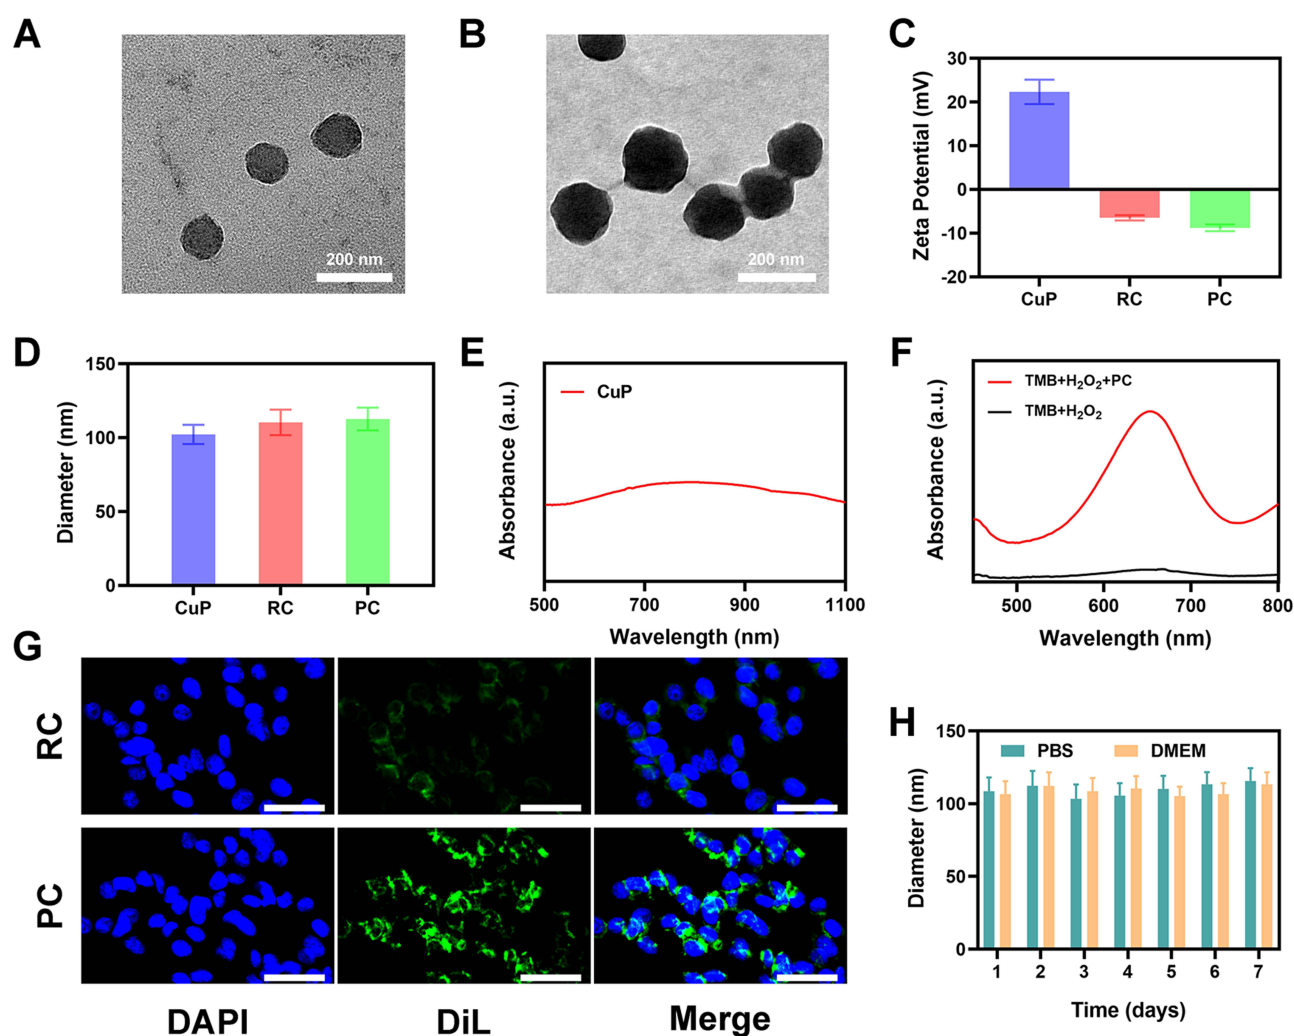 A
200 nm
B
200 nm
C
Zeta Potential (mV)
30
20
10
0
-10
-20
CuP
RC
PC
D
Diameter (nm)
150
100
50
0
CuP
RC
PC
E
Absorbance (a.u.)
CuP
500
700
900
1100
Wavelength (nm)
F
Absorbance (a.u.)
TMB+H₂O₂+PC
TMB+H₂O₂
500
600
700
800
Wavelength (nm)
G
RC
PC
DAPI
DiL
Merge
H
Diameter (nm)
150
100
50
0
PBS
DMEM
1
2
3
4
5
6
7
Time (days)